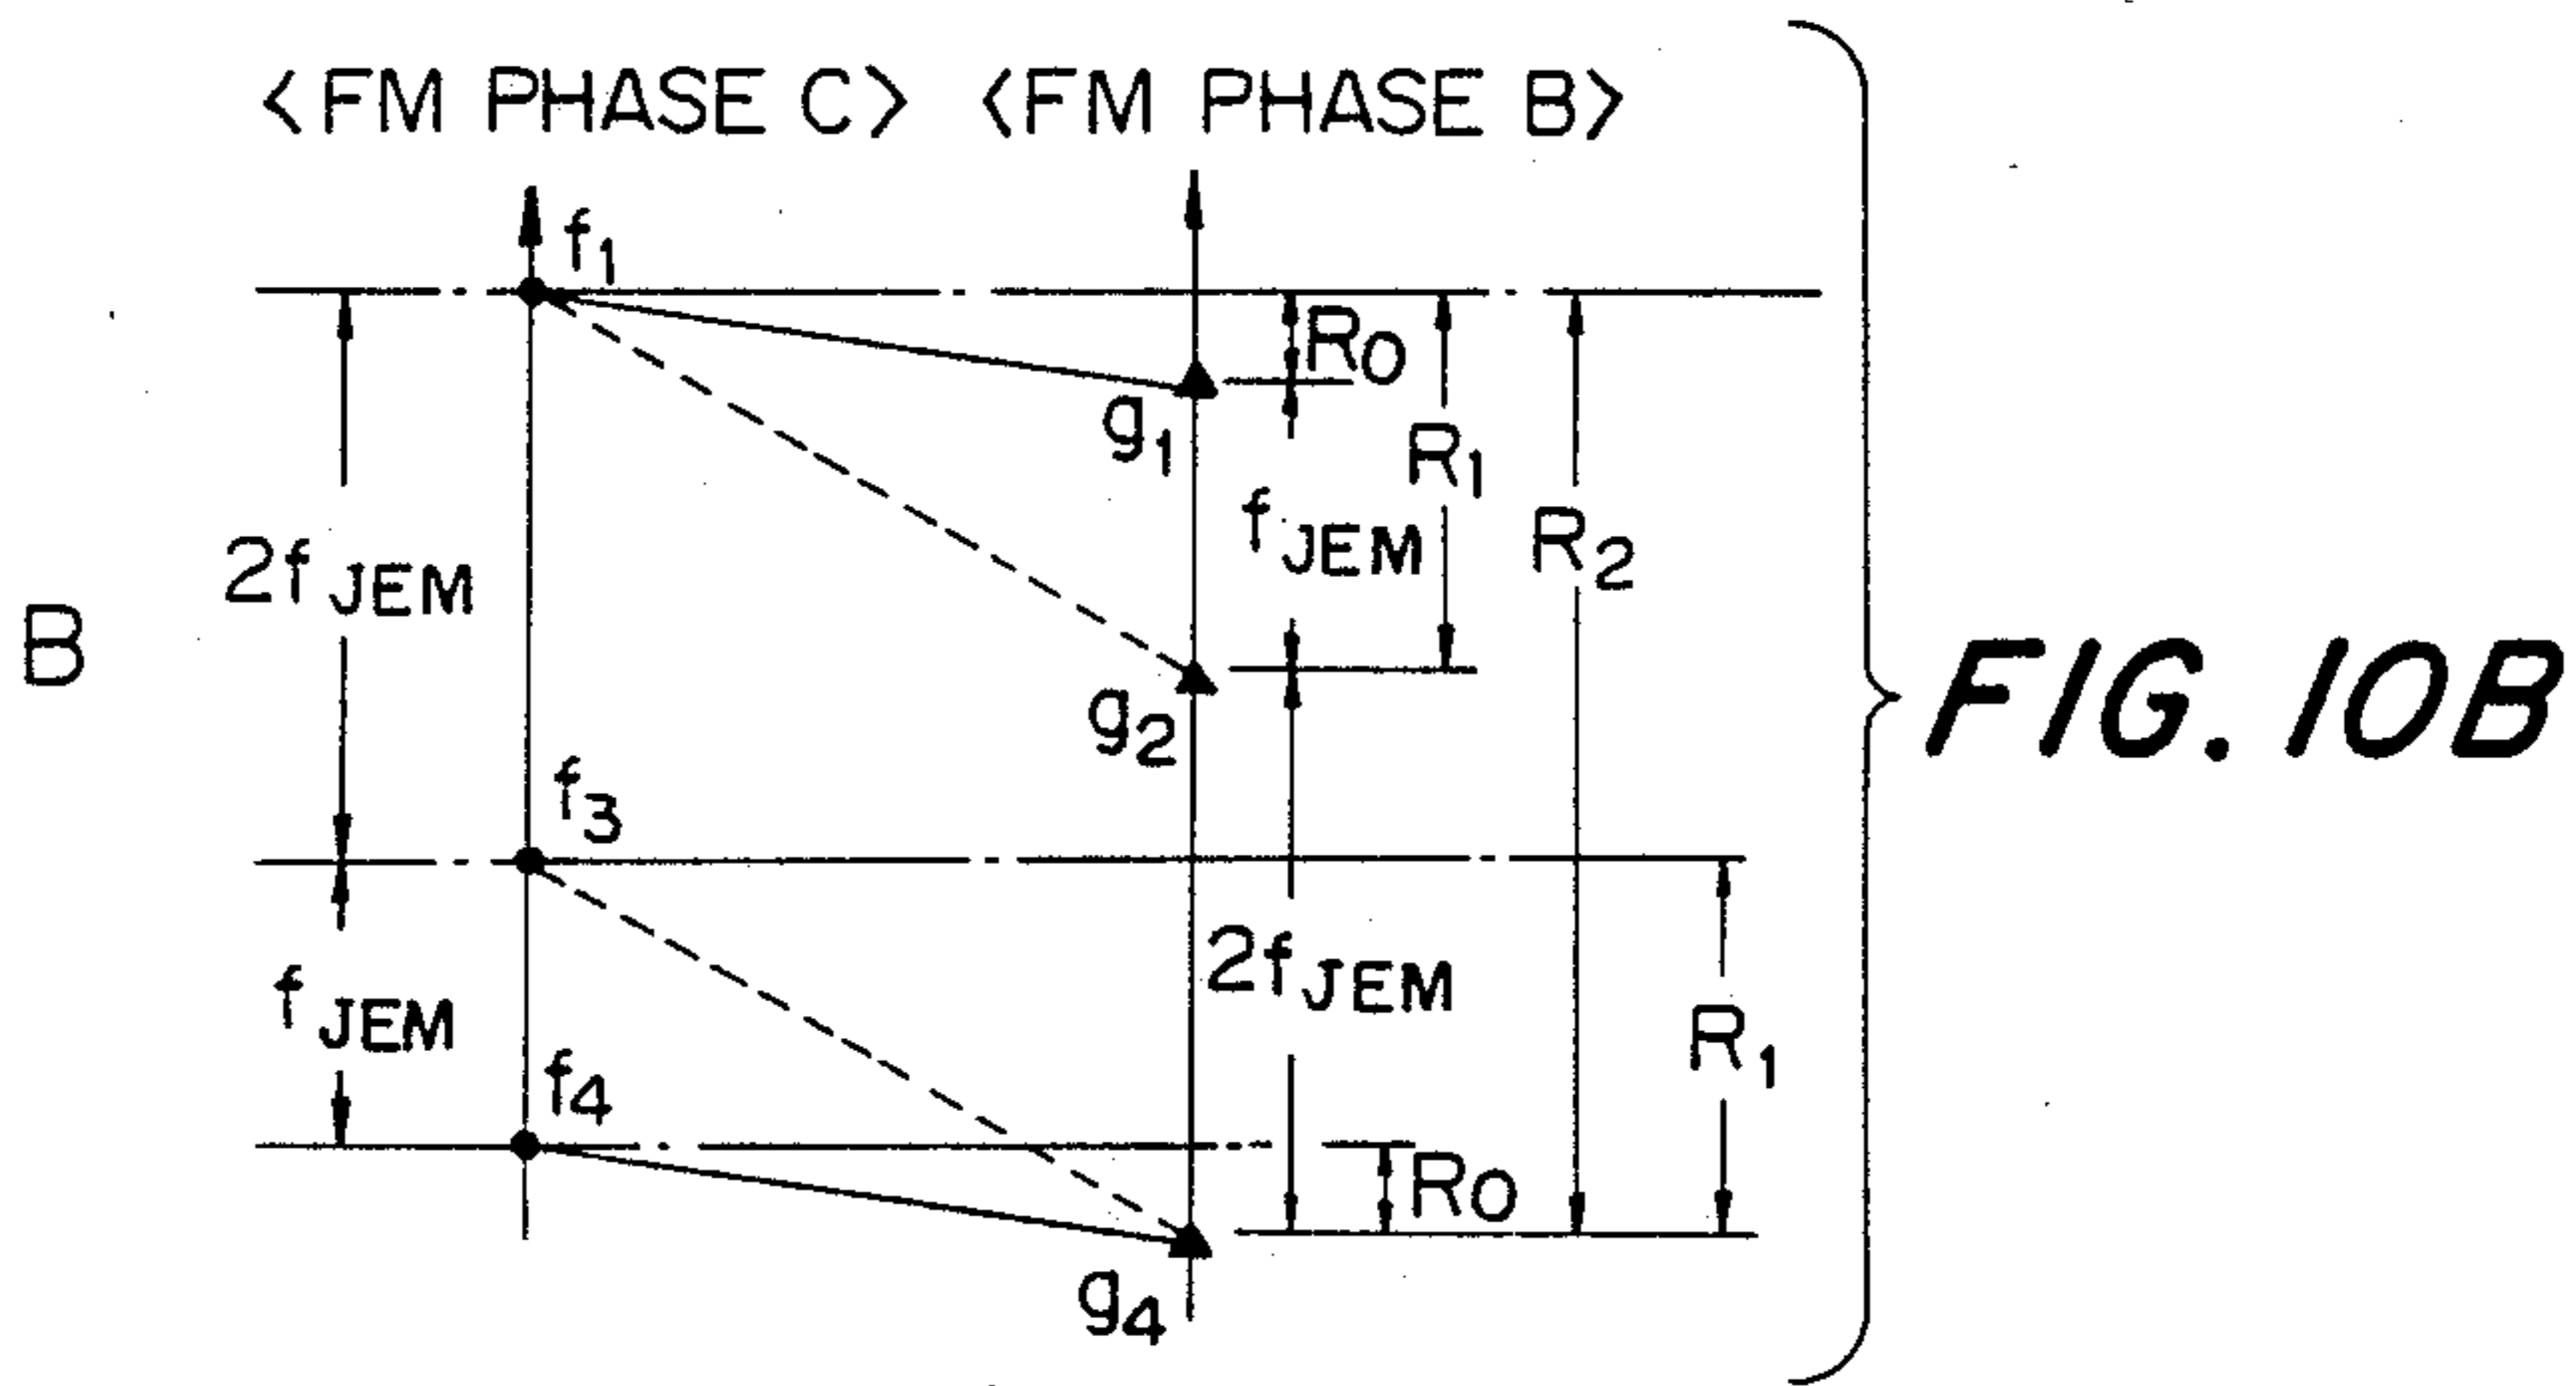 <FM PHASE C> <FM PHASE B>
f1
R0
g1
R1
fJEM
R2
2fJEM
B
g2
FIG. 10B
f3
2fJEM
fJEM
R1
f4
R0
g4